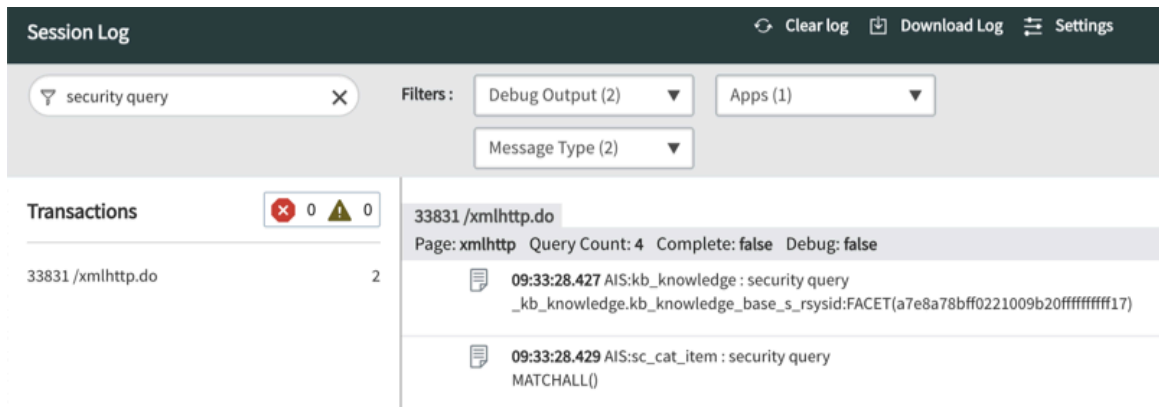 Session Log
Clear log
Download Log
Settings
security query
Filters :
Debug Output (2)
Apps (1)
Message Type (2)
Transactions
0
0
33831 /xmlhttp.do
2
33831 /xmlhttp.do
Page: xmlhttp Query Count: 4 Complete: false Debug: false
09:33:28.427 AIS:kb_knowledge : security query
_kb_knowledge.kb_knowledge_base_s_rsysid:FACET(a7e8a78bff0221009b20ffffffffff17)
09:33:28.429 AIS:sc_cat_item : security query
MATCHALL()